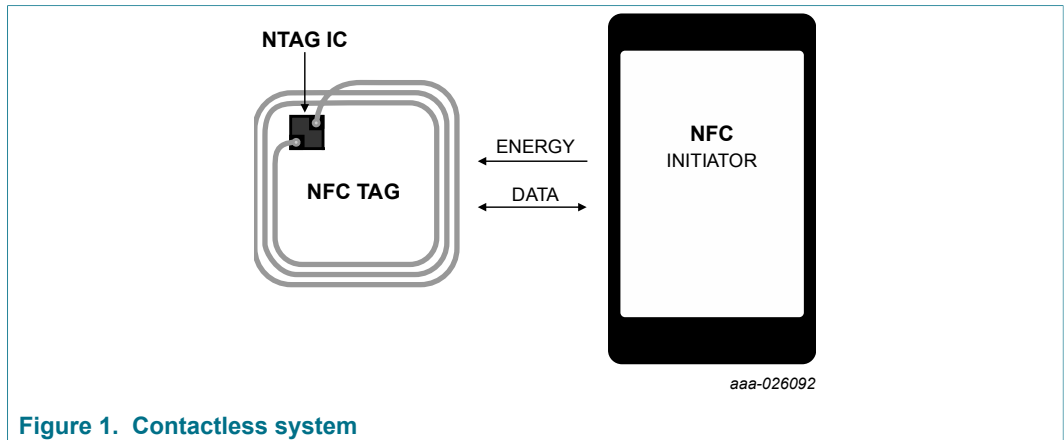 NTAG IC
NFC TAG
ENERGY
DATA
NFC
INITIATOR
aaa-026092
Figure 1. Contactless system